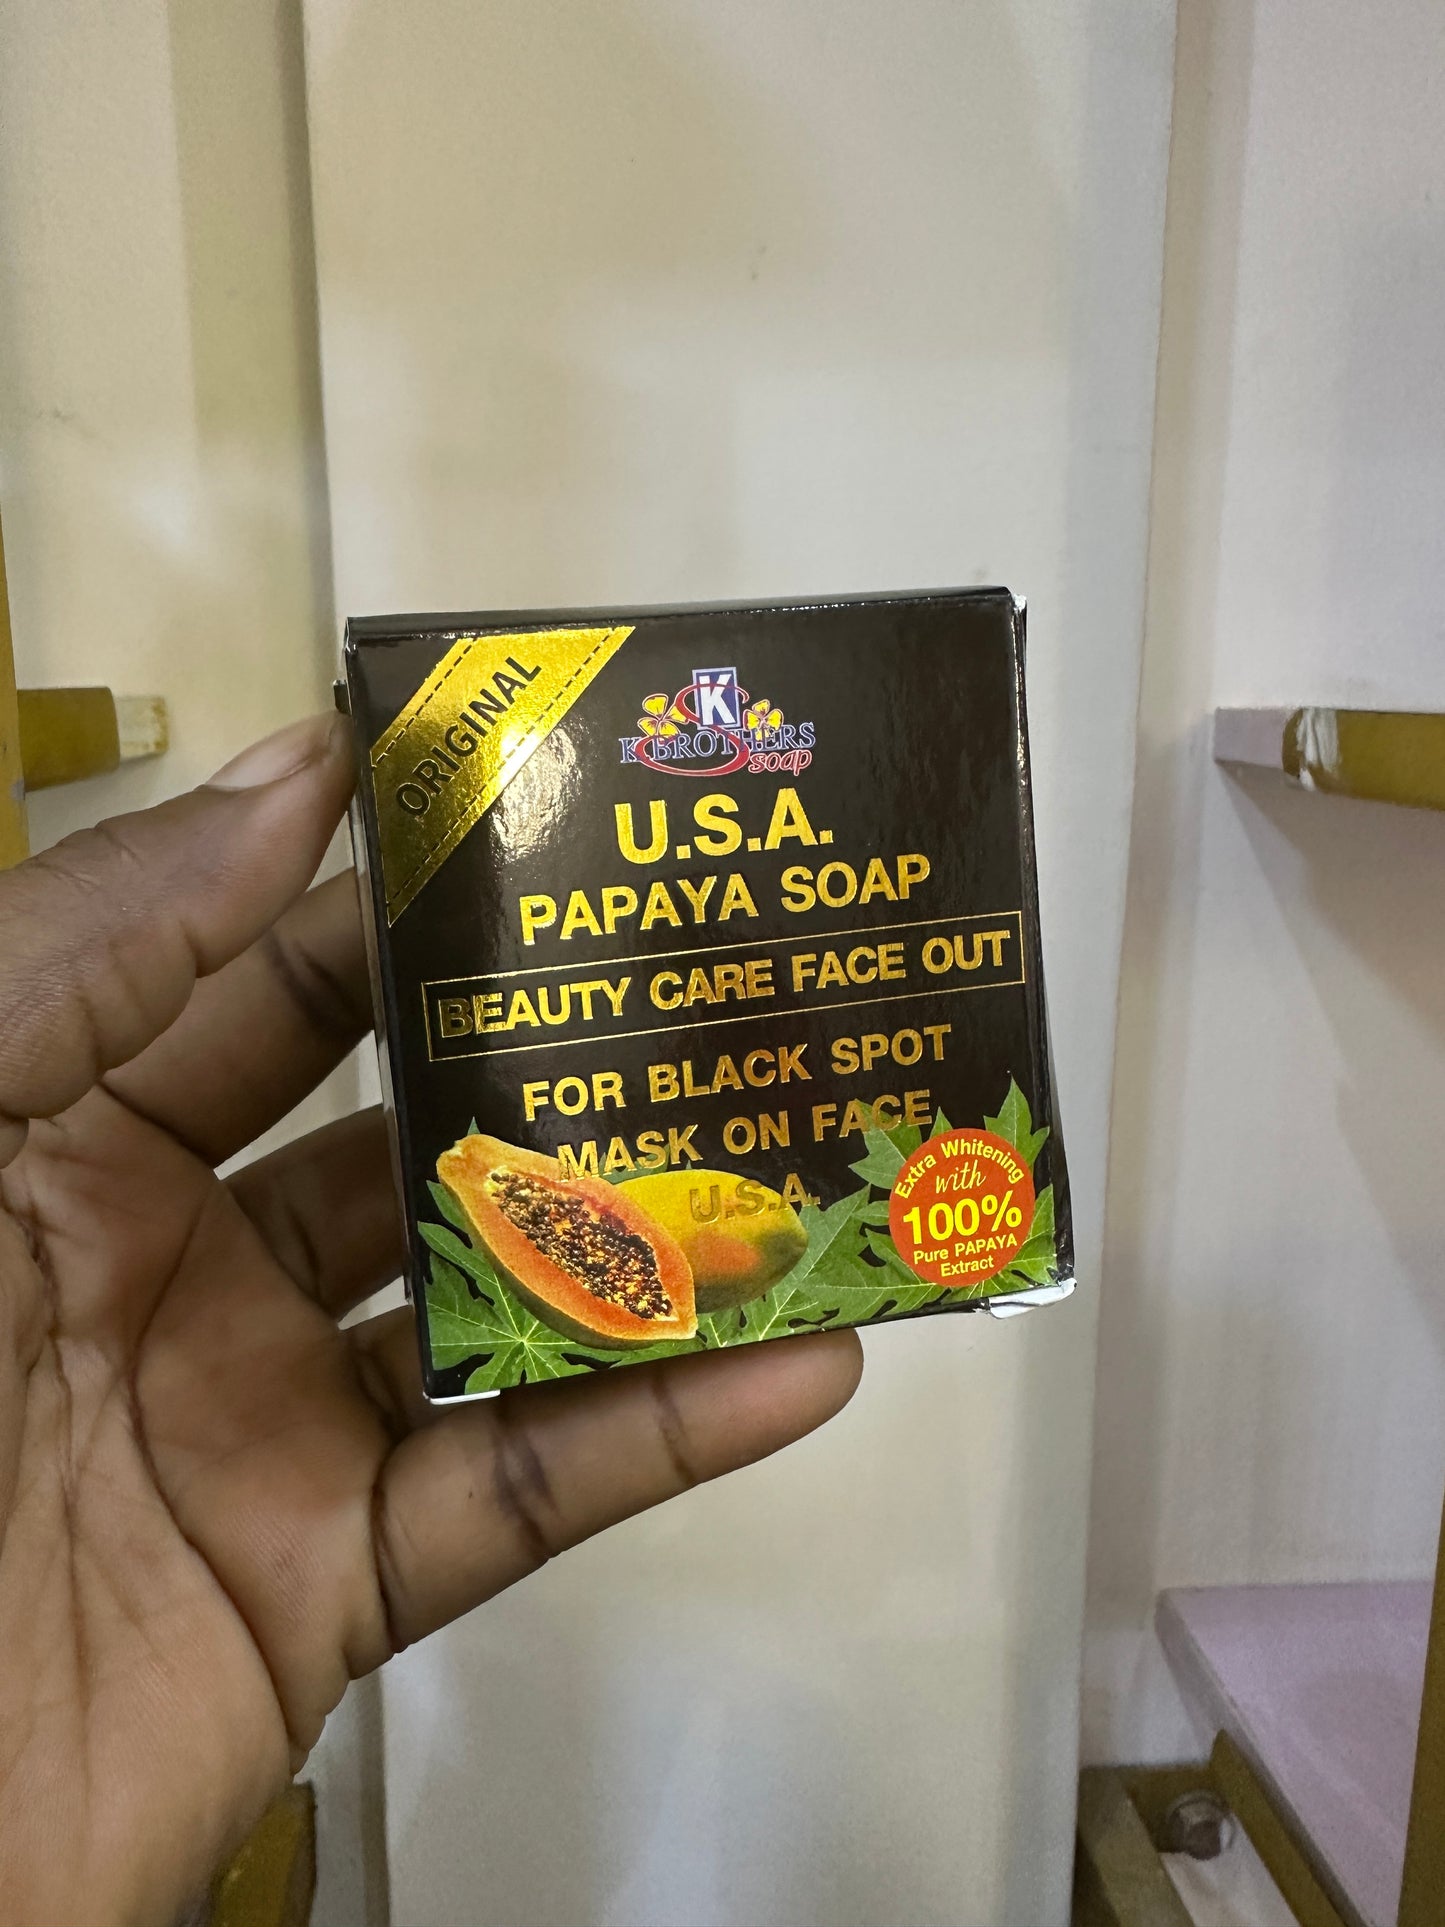 ORIGINAL
K
K BROTHERS
soap
U.S.A.
PAPAYA SOAP
BEAUTY CARE FACE OUT
FOR BLACK SPOT
MASK ON FACE
U.S.A.
Extra Whitening
with
100%
Pure PAPAYA
Extract